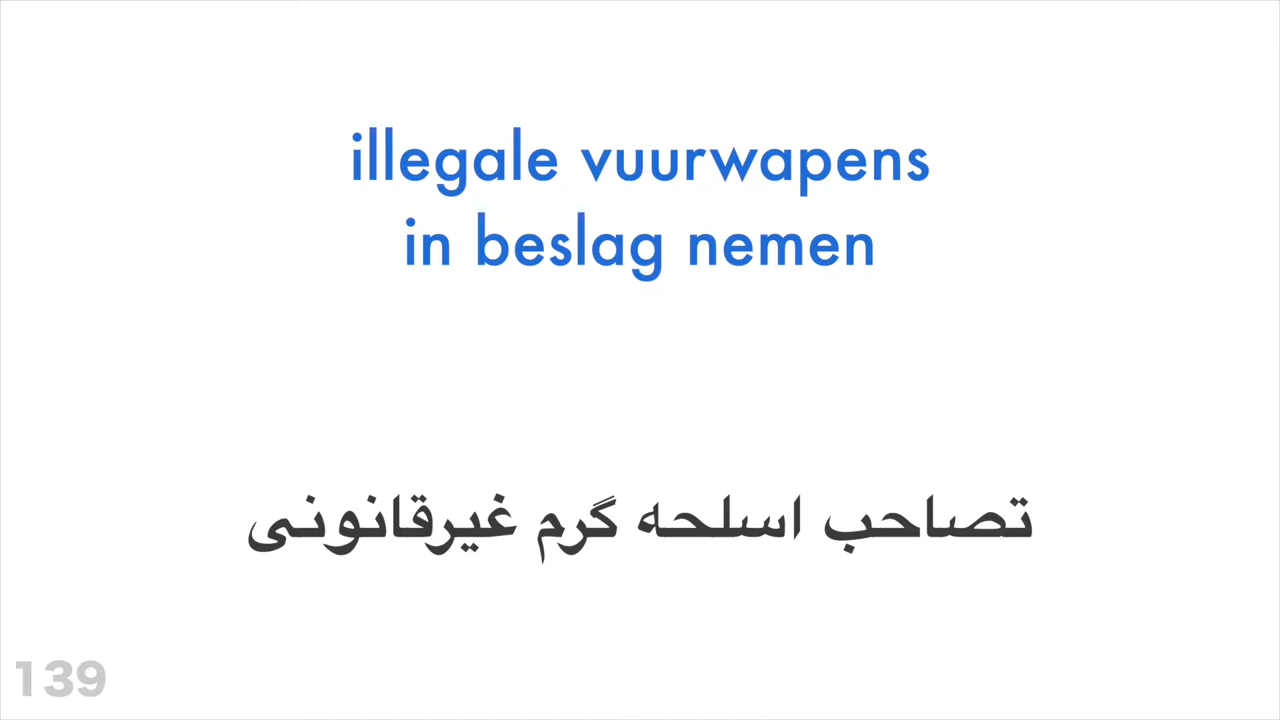 illegale vuurwapens
in beslag nemen
تصاحب اسلحه گرم غیرقانونی
139